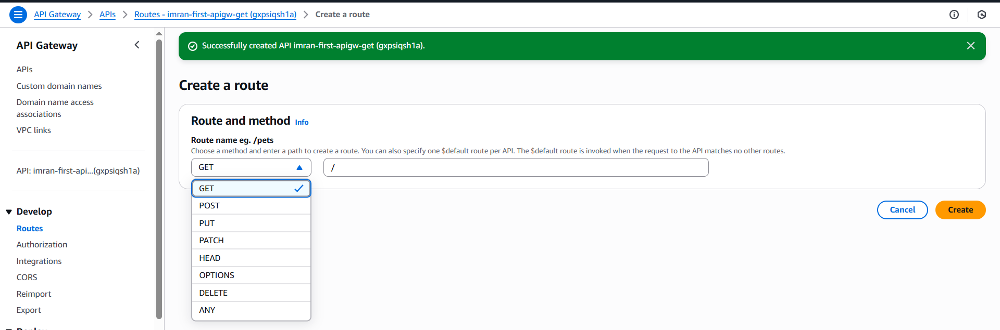 API Gateway > APIs > Routes - imran-first-apigw-get (gxpsiqsh1a) > Create a route
API Gateway
APIs
Custom domain names
Domain name access
associations
VPC links
API: imran-first-api...(gxpsiqsh1a)
Develop
Routes
Authorization
Integrations
CORS
Reimport
Export
Successfully created API imran-first-apigw-get (gxpsiqsh1a).
Create a route
Route and method Info
Route name eg. /pets
Choose a method and enter a path to create a route. You can also specify one $default route per API. The $default route is invoked when the request to the API matches no other routes.
GET /
GET
POST
PUT
PATCH
HEAD
OPTIONS
DELETE
ANY
Cancel Create